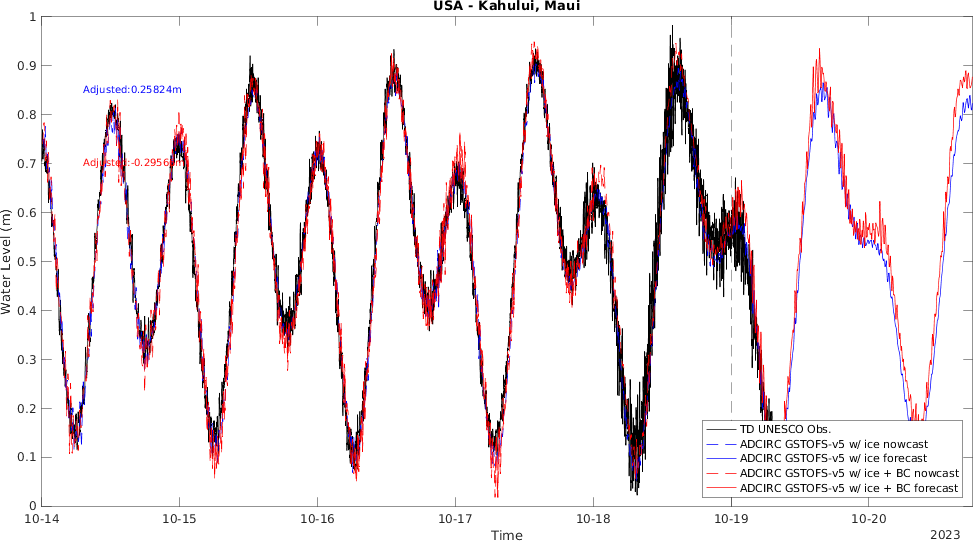 USA - Kahului, Maui
1
0.9
0.8
0.7
0.6
0.5
0.4
0.3
0.2
0.1
0
Water Level (m)
Adjusted:0.25824m
TD UNESCO Obs.
ADCIRC GSTOFS-v5 w/ ice nowcast
ADCIRC GSTOFS-v5 w/ ice forecast
ADCIRC GSTOFS-v5 w/ ice + BC nowcast
ADCIRC GSTOFS-v5 w/ ice + BC forecast
10-14 10-15 10-16 10-17 10-18 10-19 10-20
Time
2023